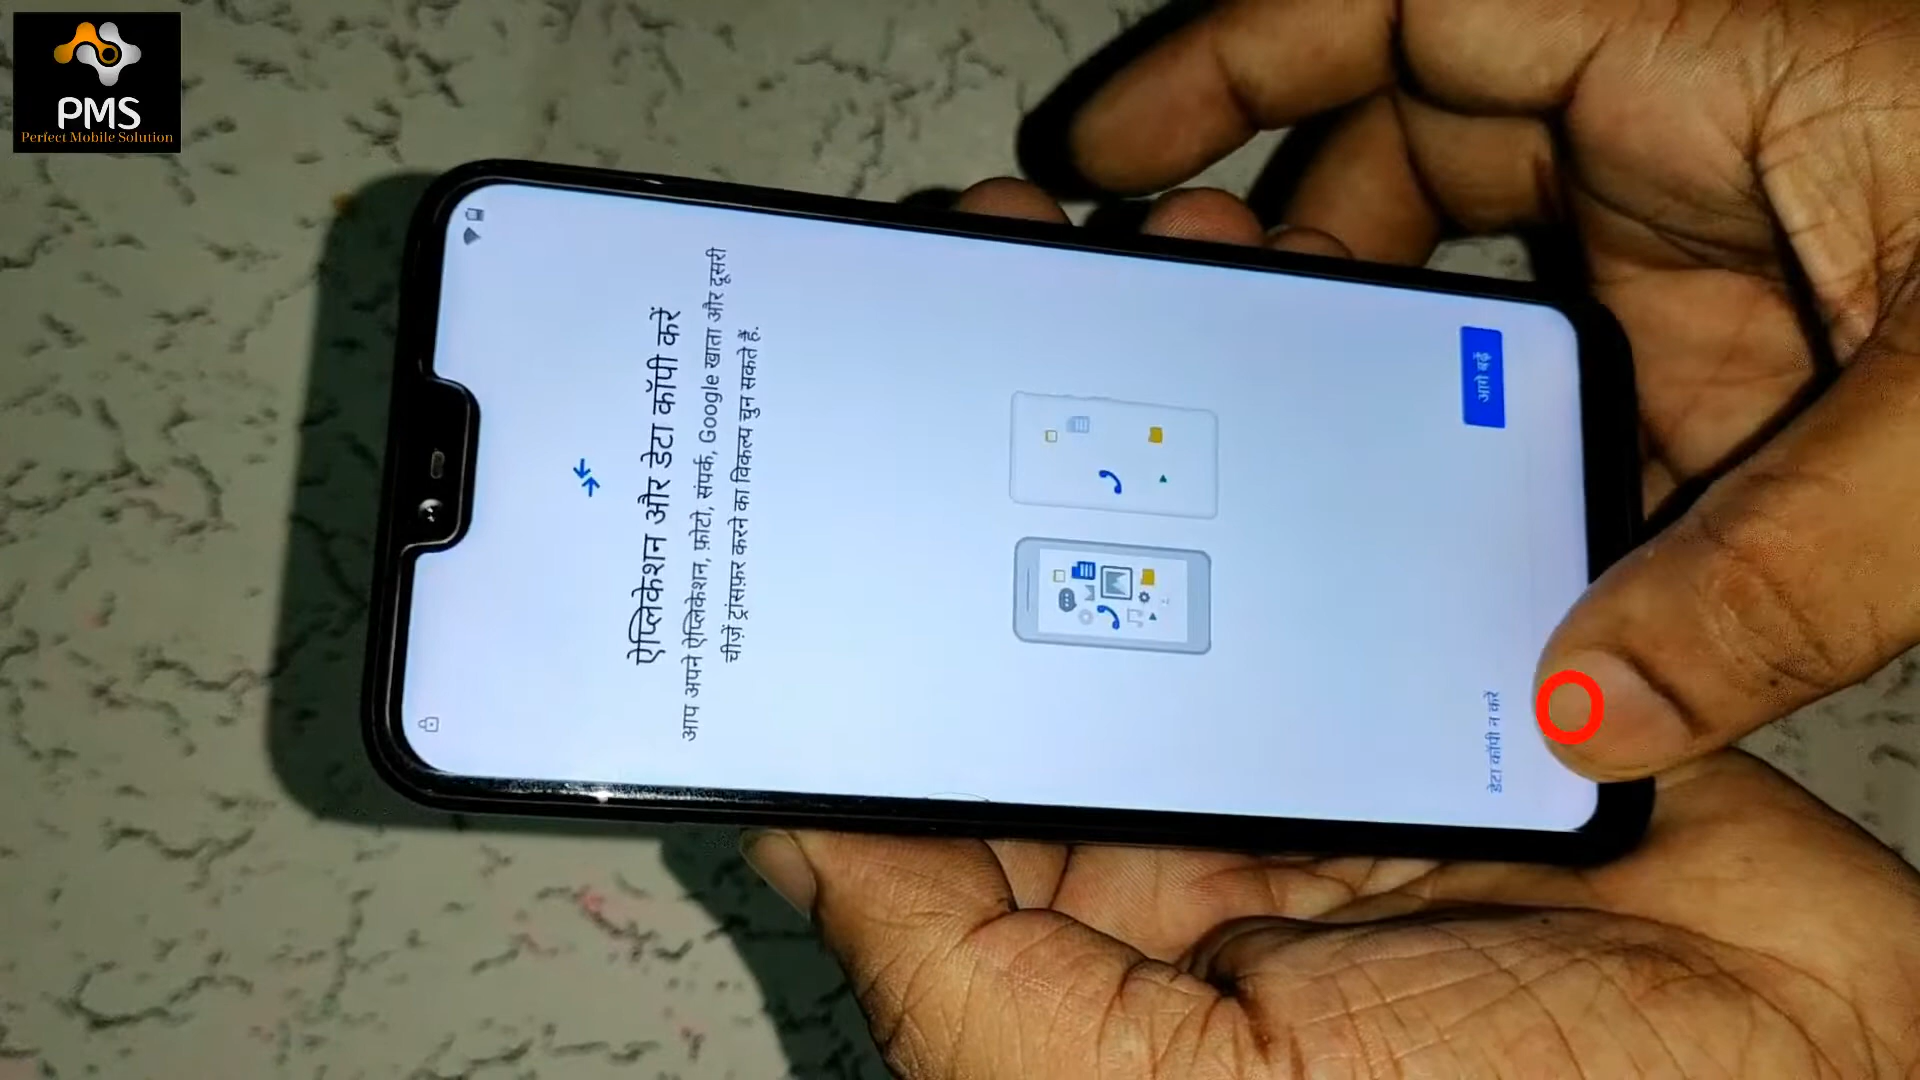 PMS
Perfect Mobile Solution
ऐप्लिकेशन और डेटा कॉपी करें
आप अपने ऐप्लिकेशन, फ़ोटो, संपर्क, Google खाता और दूसरी
चीज़ें ट्रांसफ़र करने का विकल्प चुन सकते हैं.
डेटा कॉपी न करें
आगे बढ़ें